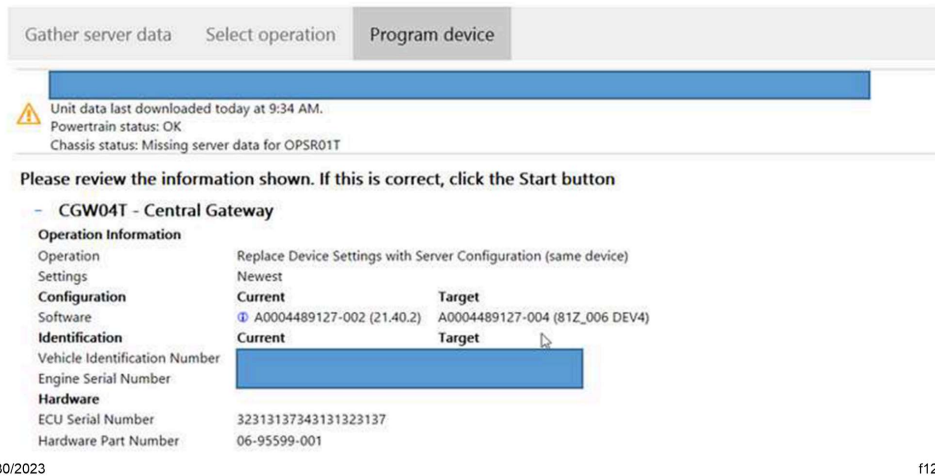 Gather server data Select operation Program device
Unit data last downloaded today at 9:34 AM.
Powertrain status: OK
Chassis status: Missing server data for OPSR01T
Please review the information shown. If this is correct, click the Start button
- CGW04T - Central Gateway
Operation Information
Operation Replace Device Settings with Server Configuration (same device)
Settings Newest
Configuration Current Target
Software A0004489127-002 (21.40.2) A0004489127-004 (81Z_006 DEV4)
Identification Current Target
Vehicle Identification Number
Engine Serial Number
Hardware
ECU Serial Number 32313137343131323137
Hardware Part Number 06-95599-001
30/2023 f12